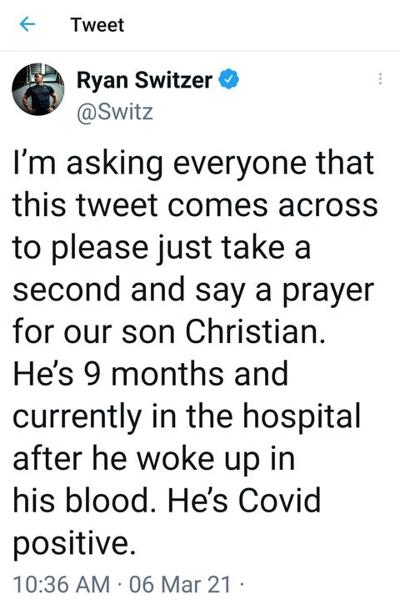 Tweet
Ryan Switzer
@Switz
I'm asking everyone that
this tweet comes across
to please just take a
second and say a prayer
for our son Christian.
He's 9 months and
currently in the hospital
after he woke up in
his blood. He's Covid
positive.
10:36 AM · 06 Mar 21 ·